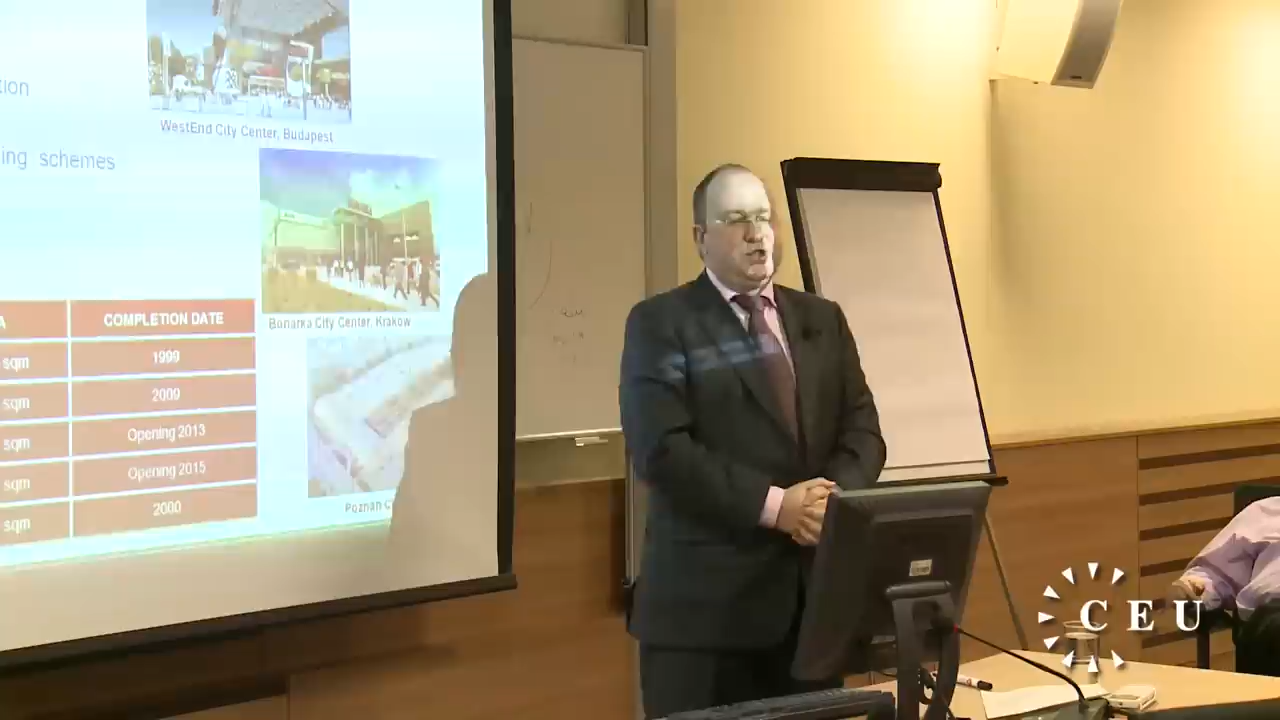 tion
WestEnd City Center, Budapest
ing schemes
Bonarka City Center, Krakow
A
COMPLETION DATE
sqm
1999
sqm
2009
sqm
Opening 2013
sqm
Opening 2015
sqm
2000
Poznan C
CEU